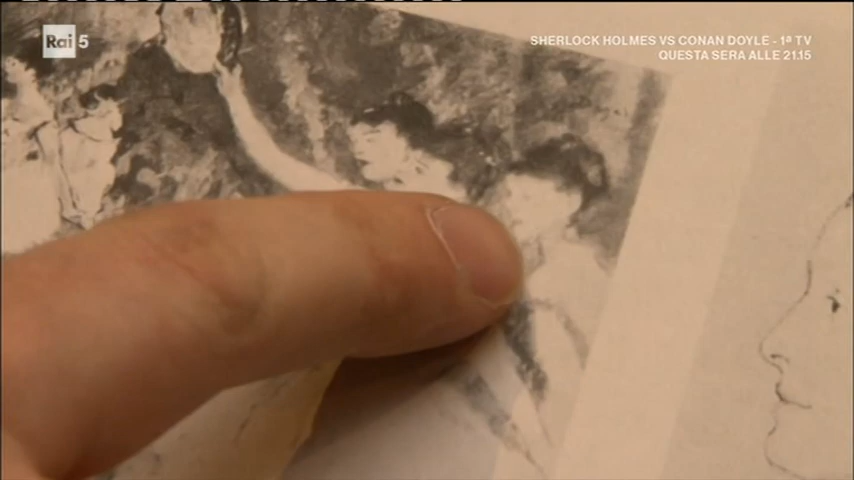 Rai 5
SHERLOCK HOLMES VS CONAN DOYLE - 1ª TV
QUESTA SERA ALLE 21.15